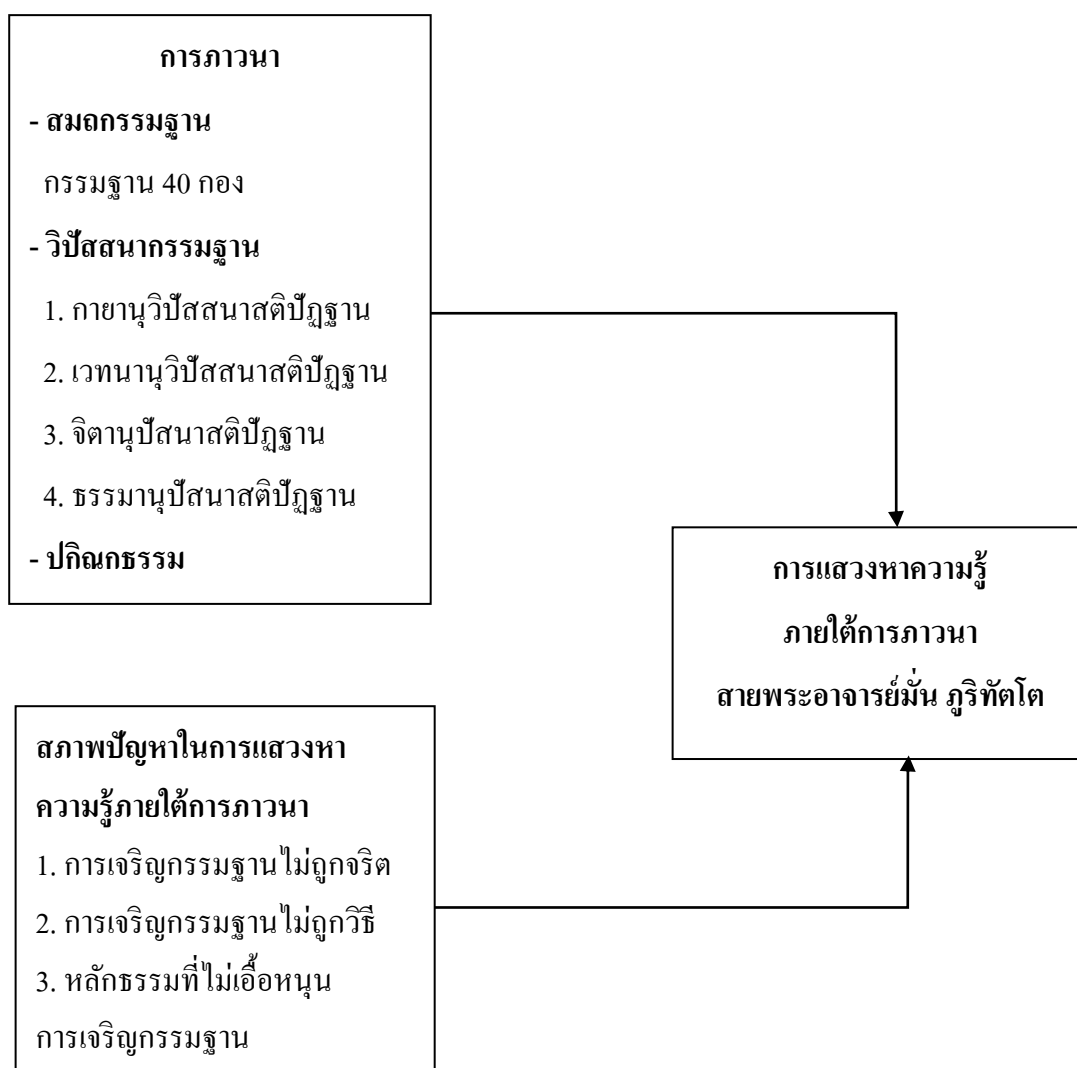 การภาวนา
- สมถกรรมฐาน
กรรมฐาน 40 กอง
- วิปัสสนากรรมฐาน
1. กายานุวิปัสสนาสติปัฏฐาน
2. เวทนานุวิปัสสนาสติปัฏฐาน
3. จิตานุปัสนาสติปัฏฐาน
4. ธรรมานุปัสนาสติปัฏฐาน
- ปกิณกธรรม
การแสวงหาความรู้
ภายใต้การภาวนา
สายพระอาจารย์มั่น ภูริทัตโต
สภาพปัญหาในการแสวงหา
ความรู้ภายใต้การภาวนา
1. การเจริญกรรมฐานไม่ถูกจริต
2. การเจริญกรรมฐานไม่ถูกวิธี
3. หลักธรรมที่ไม่เอื้อหนุน
การเจริญกรรมฐาน